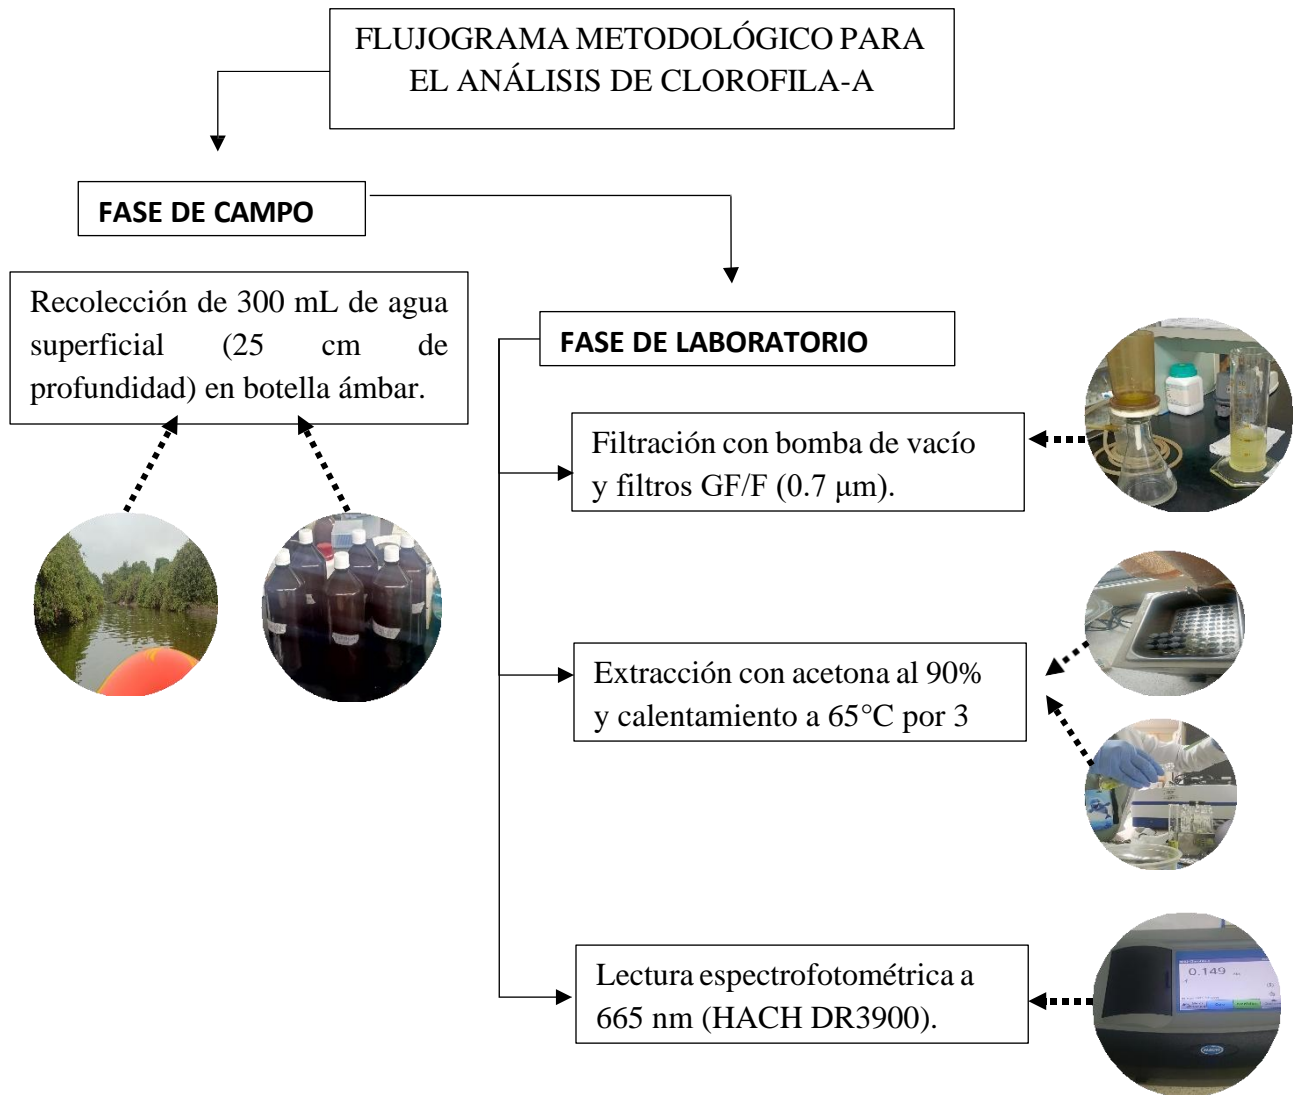 FLUJOGRAMA METODOLÓGICO PARA
EL ANÁLISIS DE CLOROFILA-A
FASE DE CAMPO
Recolección de 300 mL de agua
superficial (25 cm de
profundidad) en botella ámbar.
FASE DE LABORATORIO
Filtración con bomba de vacío
y filtros GF/F (0.7 μm).
Extracción con acetona al 90%
y calentamiento a 65°C por 3
Lectura espectrofotométrica a
665 nm (HACH DR3900).
0.149